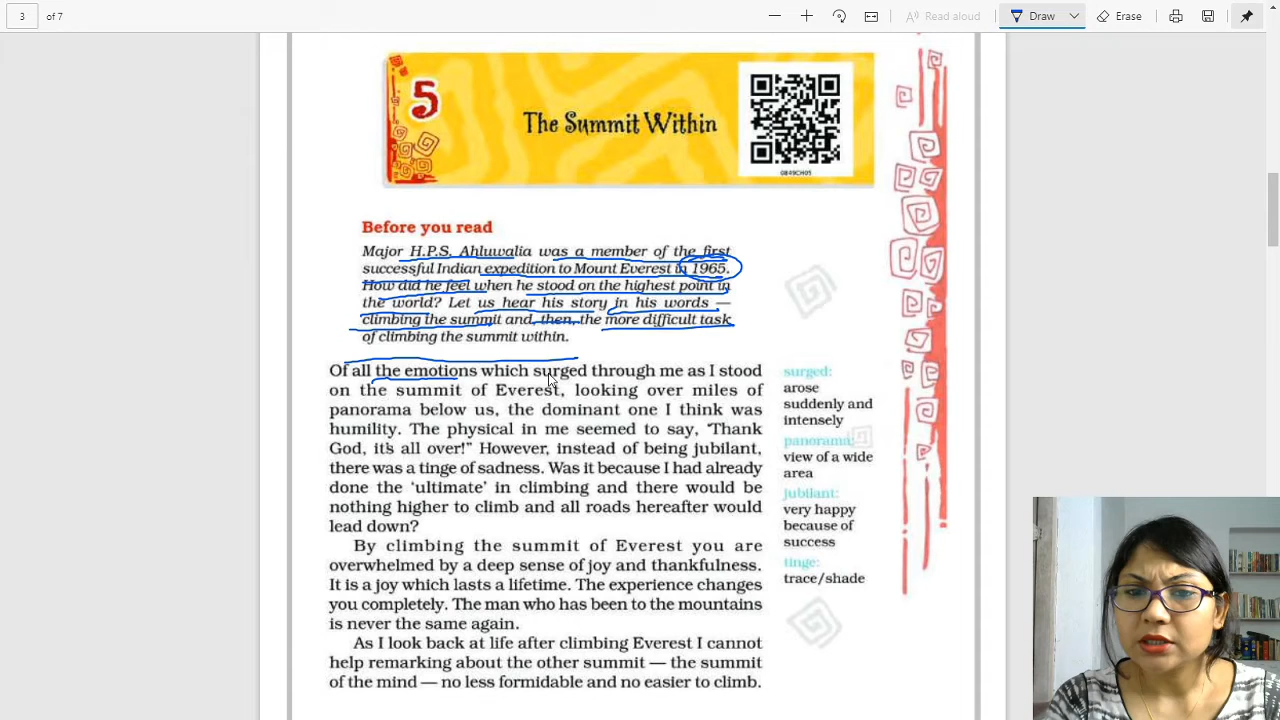 3 of 7
Read aloud
Draw
Erase
5
The Summit Within
0849CH05
Before you read
Major H.P.S. Ahluwalia was a member of the first
successful Indian expedition to Mount Everest in 1965.
How did he feel when he stood on the highest point in
the world? Let us hear his story in his words —
climbing the summit and, then, the more difficult task
of climbing the summit within.
Of all the emotions which surged through me as I stood
on the summit of Everest, looking over miles of
panorama below us, the dominant one I think was
humility. The physical in me seemed to say, 'Thank
God, it's all over!" However, instead of being jubilant,
there was a tinge of sadness. Was it because I had already
done the 'ultimate' in climbing and there would be
nothing higher to climb and all roads hereafter would
lead down?
By climbing the summit of Everest you are
overwhelmed by a deep sense of joy and thankfulness.
It is a joy which lasts a lifetime. The experience changes
you completely. The man who has been to the mountains
is never the same again.
As I look back at life after climbing Everest I cannot
help remarking about the other summit — the summit
of the mind — no less formidable and no easier to climb.
surged:
arose
suddenly and
intensely
panorama:
view of a wide
area
jubilant:
very happy
because of
success
tinge:
trace/shade